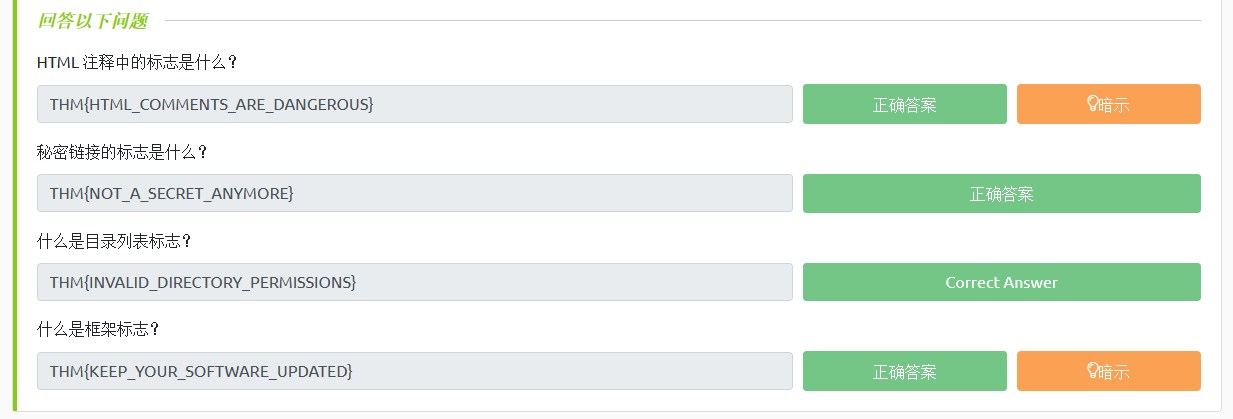 回答以下问题
HTML 注释中的标志是什么?
THM{HTML_COMMENTS_ARE_DANGEROUS}
正确答案
暗示
秘密链接的标志是什么?
THM{NOT_A_SECRET_ANYMORE}
正确答案
什么是目录列表标志?
THM{INVALID_DIRECTORY_PERMISSIONS}
Correct Answer
什么是框架标志?
THM{KEEP_YOUR_SOFTWARE_UPDATED}
正确答案
暗示